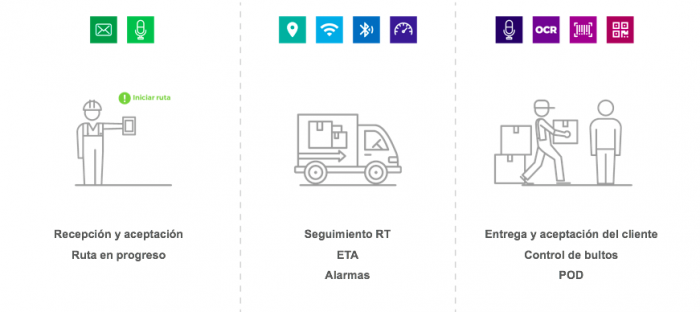 OCR
Iniciar ruta
Recepción y aceptación
Ruta en progreso
Seguimiento RT
ETA
Alarmas
Entrega y aceptación del cliente
Control de bultos
POD